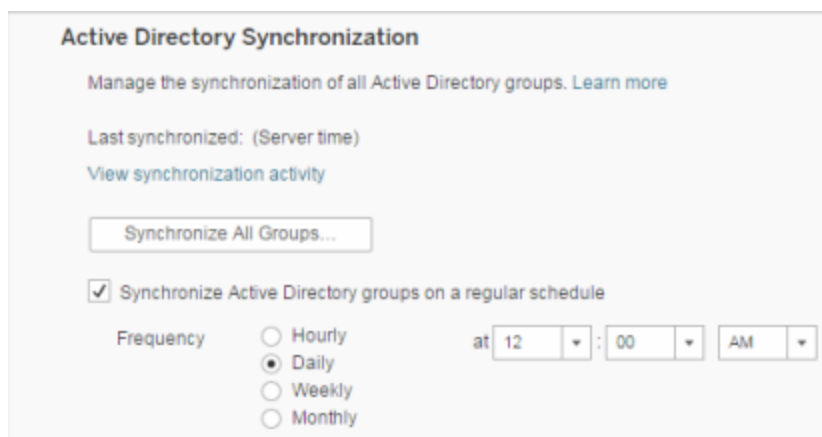 Active Directory Synchronization
Manage the synchronization of all Active Directory groups. Learn more
Last synchronized: (Server time)
View synchronization activity
Synchronize All Groups...
Synchronize Active Directory groups on a regular schedule
Frequency Hourly at 12 : 00 AM
Daily
Weekly
Monthly